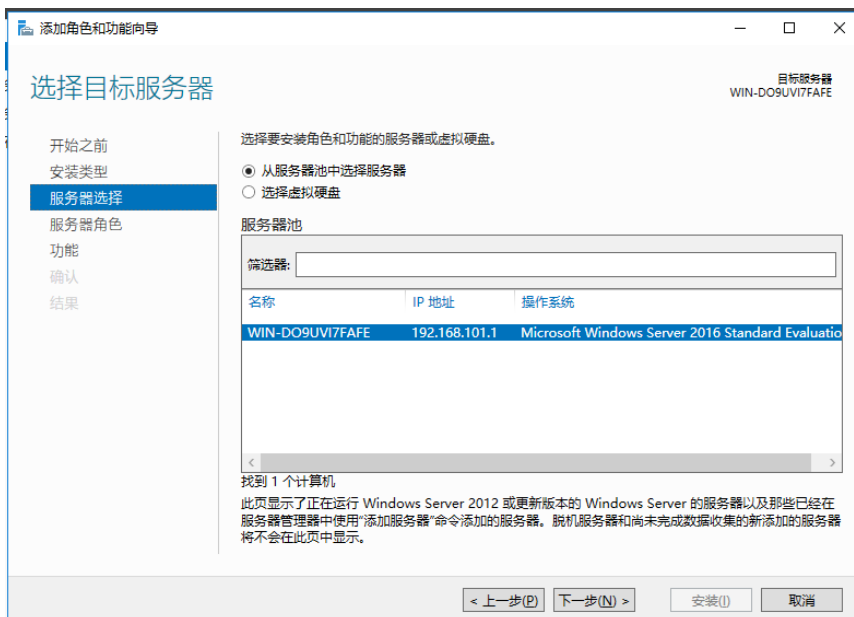 添加角色和功能向导
选择目标服务器
目标服务器
WIN-DO9UVI7FAFE
开始之前
安装类型
服务器选择
服务器角色
功能
确认
结果
选择要安装角色和功能的服务器或虚拟硬盘。
从服务器池中选择服务器
选择虚拟硬盘
服务器池
筛选器:
名称 IP 地址 操作系统
WIN-DO9UVI7FAFE 192.168.101.1 Microsoft Windows Server 2016 Standard Evaluatio
找到 1 个计算机
此页显示了正在运行 Windows Server 2012 或更新版本的 Windows Server 的服务器以及那些已经在
服务器管理器中使用"添加服务器"命令添加的服务器。脱机服务器和尚未完成数据收集的新添加的服务器
将不会在此页中显示。
< 上一步(P) 下一步(N) > 安装(I) 取消